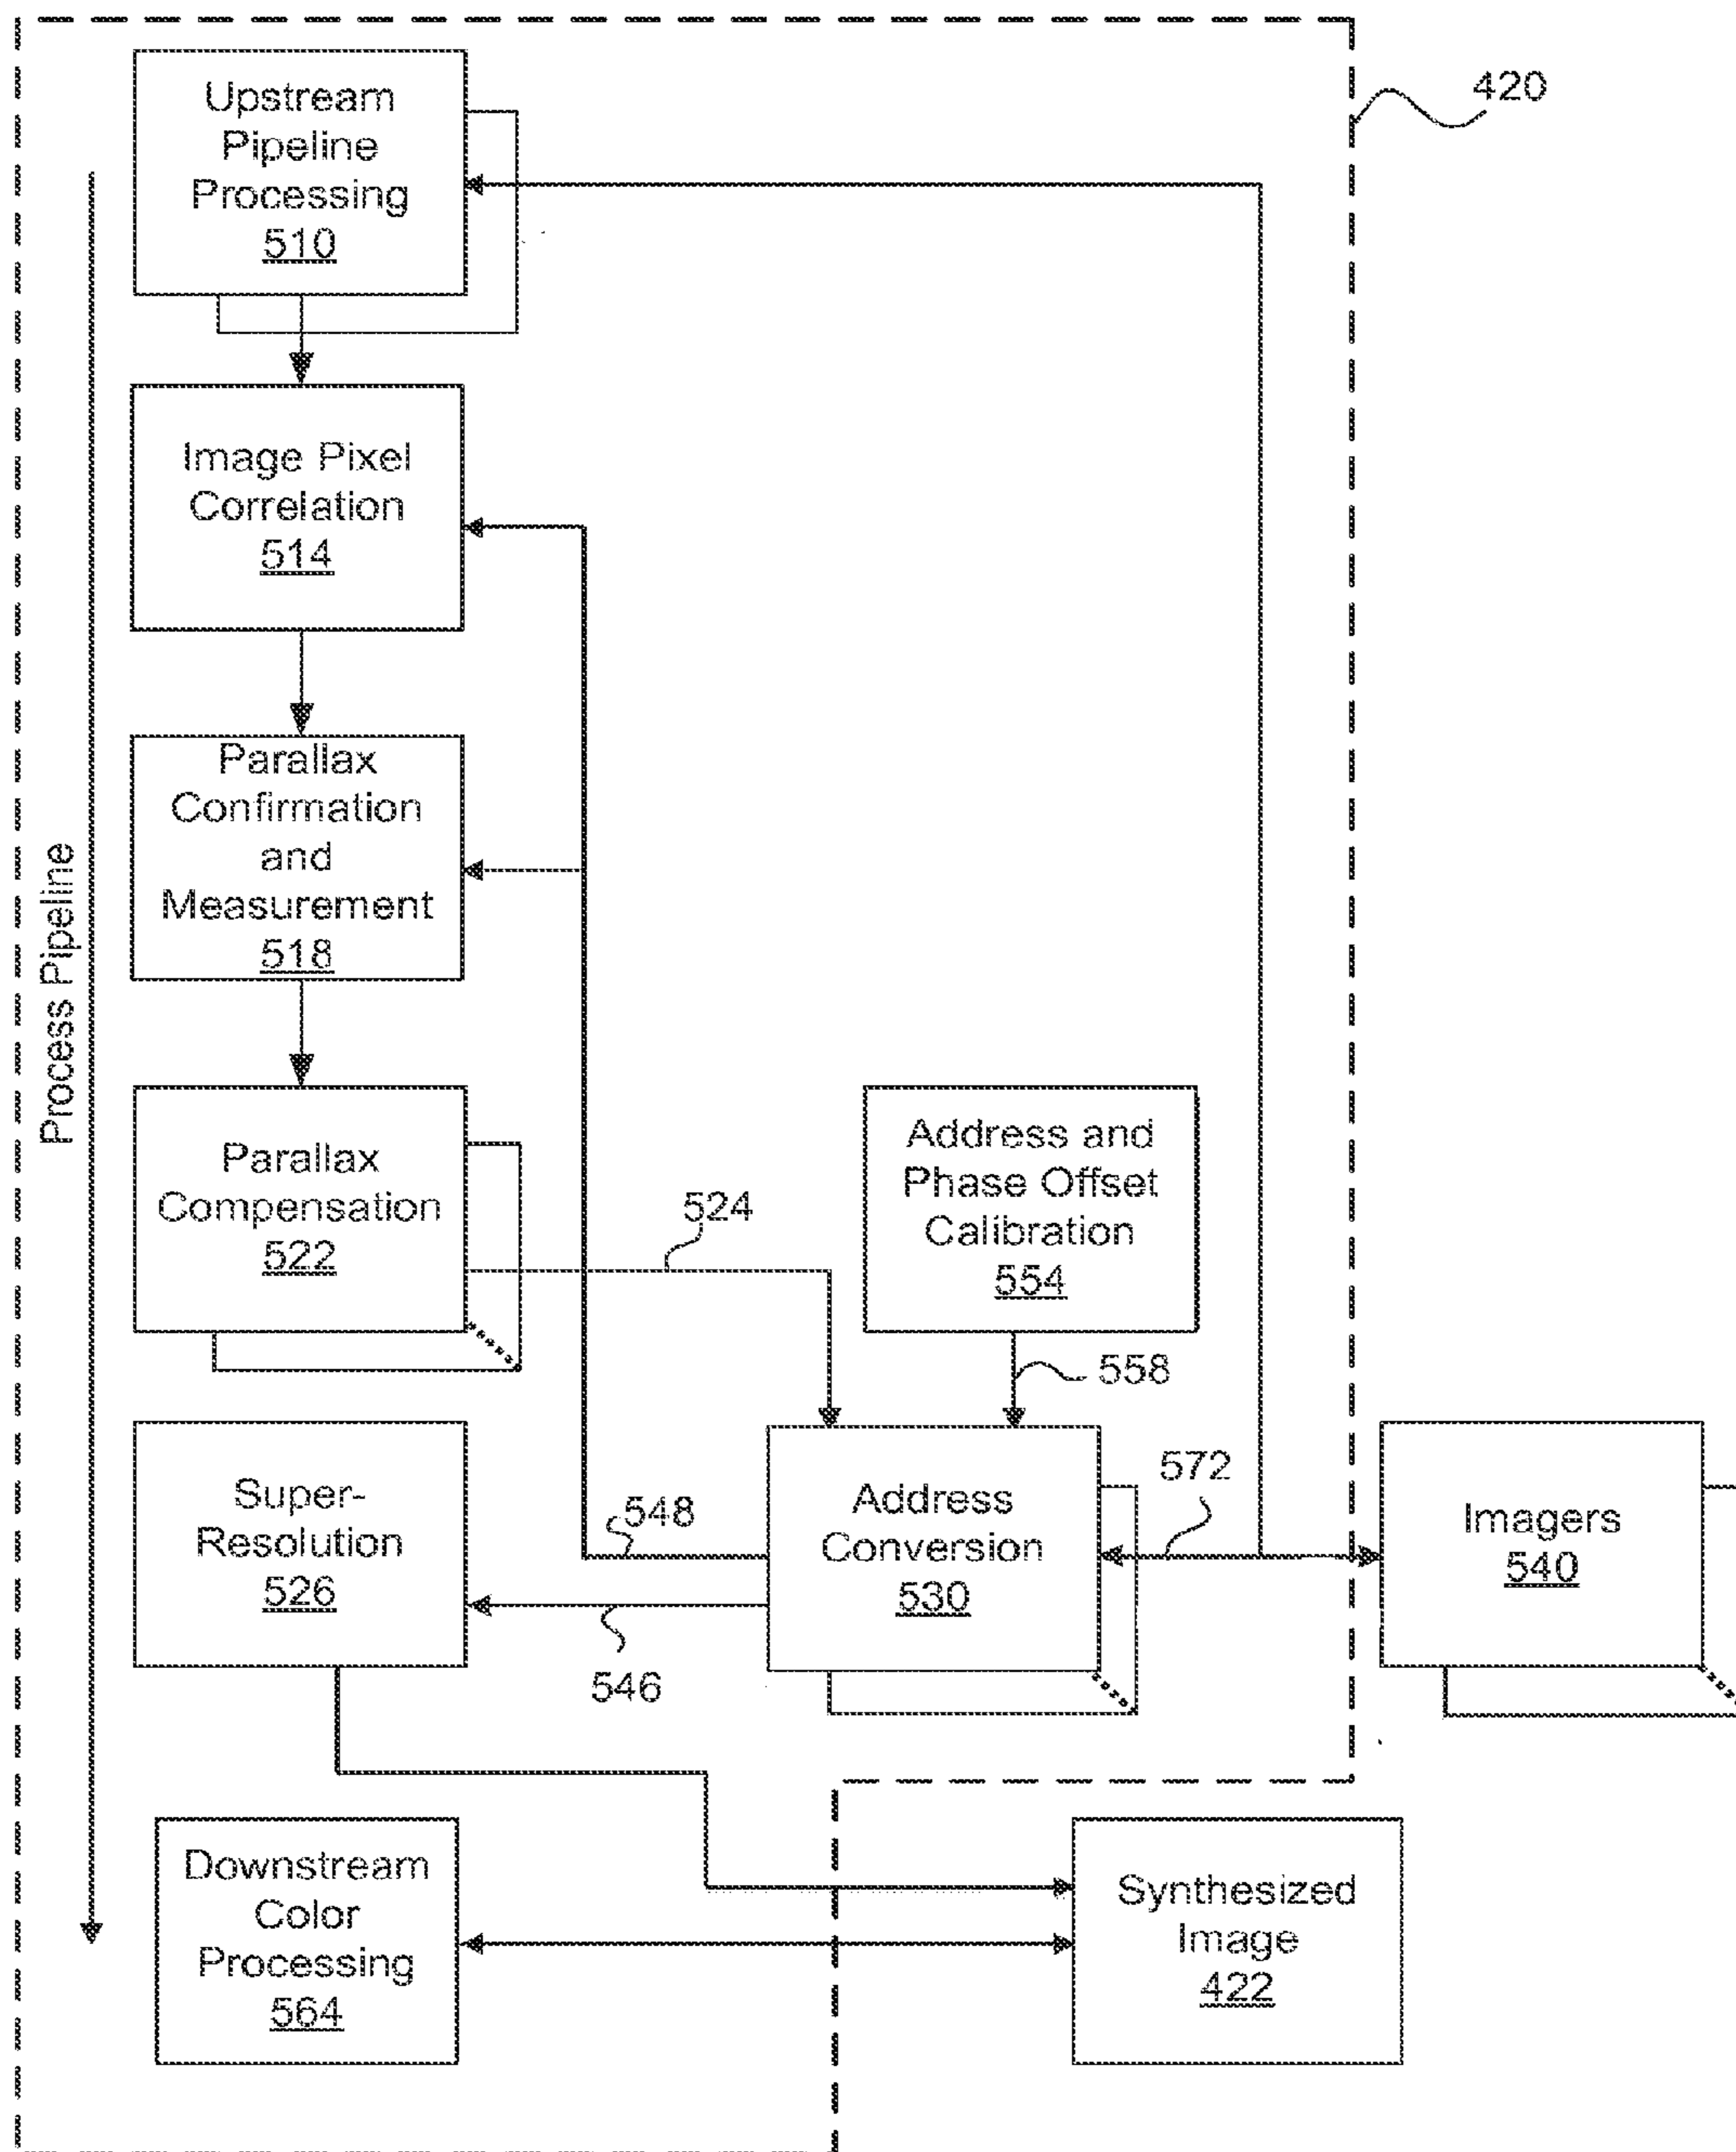 420
Upstream
Pipeline
Processing
510
Image Pixel
Correlation
514
Parallax
Confirmation
and
Measurement
518
Process Pipeline
Parallax
Compensation
522
524
Address and
Phase Offset
Calibration
554
558
Super-
Resolution
526
548
546
Address
Conversion
530
572
Imagers
540
Downstream
Color
Processing
564
Synthesized
Image
422